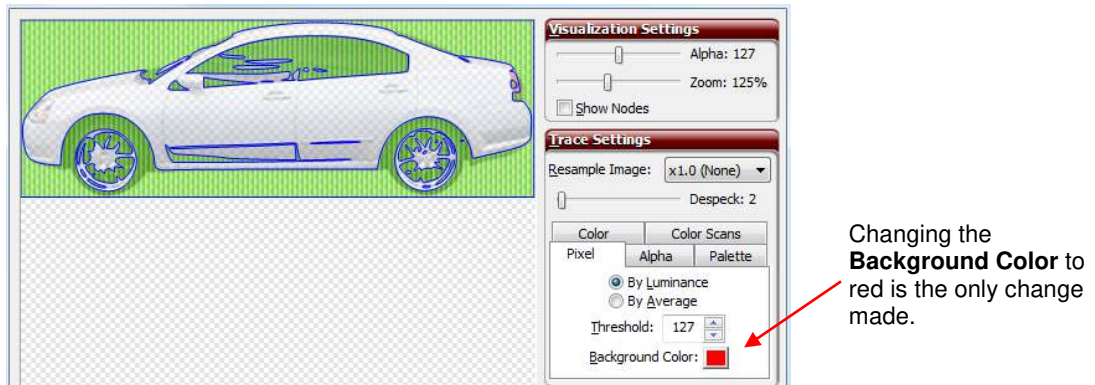 Visualization Settings
Alpha: 127
Zoom: 125%
Show Nodes
Trace Settings
Resample Image: x1.0 (None)
Despeck: 2
Color Color Scans
Pixel Alpha Palette
By Luminance
By Average
Threshold: 127
Background Color:
Changing the
Background Color to
red is the only change
made.